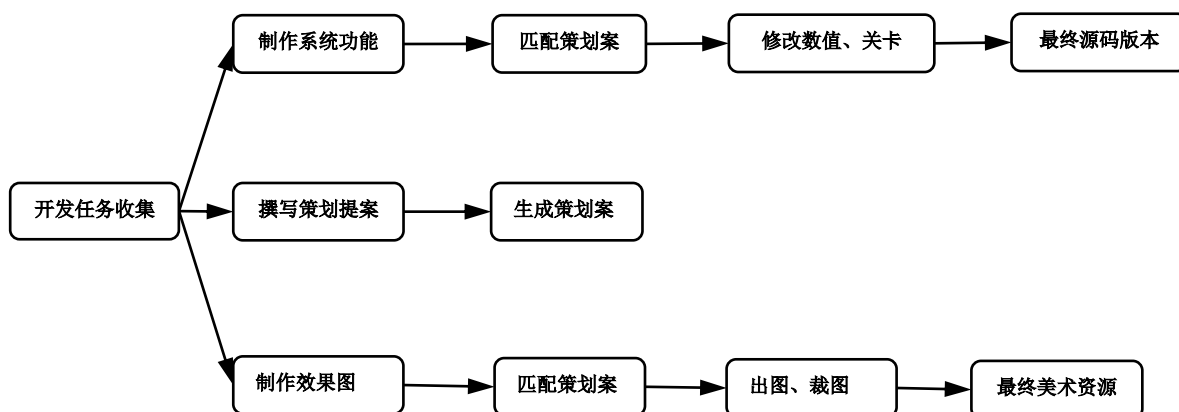 制作系统功能
匹配策划案
修改数值、关卡
最终源码版本
开发任务收集
撰写策划提案
生成策划案
制作效果图
匹配策划案
出图、裁图
最终美术资源